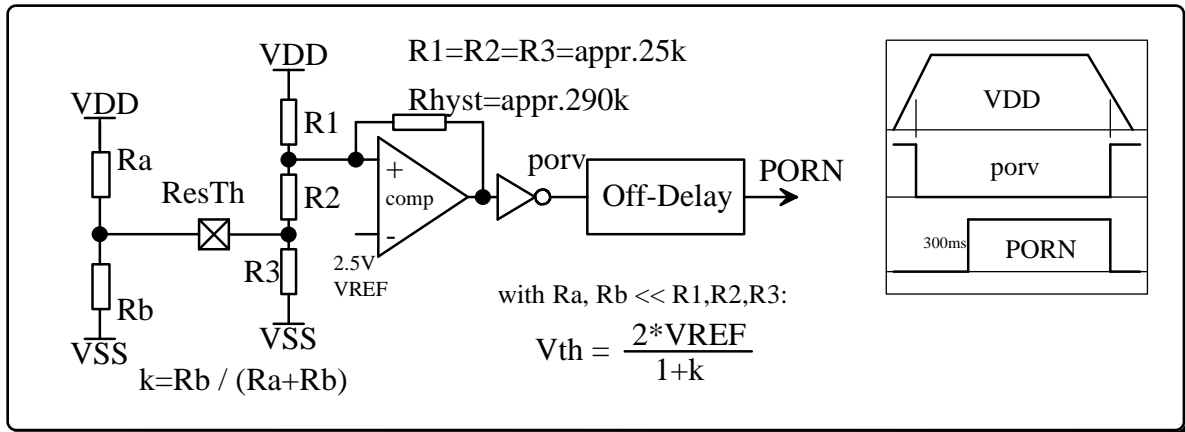 VDD
R1=R2=R3=appr.25k
VDD
Rhyst=appr.290k
R1
Ra
ResTh
R2
+
comp
-
porv
Off-Delay
PORN
Rb
R3
2.5V
VREF
VSS
VSS
k=Rb / (Ra+Rb)
with Ra, Rb << R1,R2,R3:
Vth = 2*VREF
1+k
VDD
porv
300ms
PORN